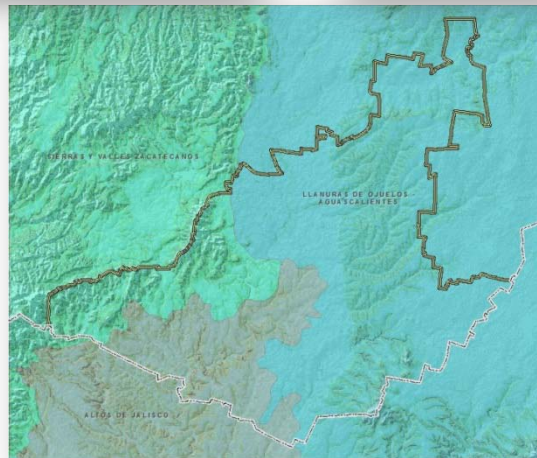 SIERRAS Y VALLES ZACATECANOS
LLANURAS DE OJUELOS
AGUASCALIENTES
ALTOS DE JALISCO